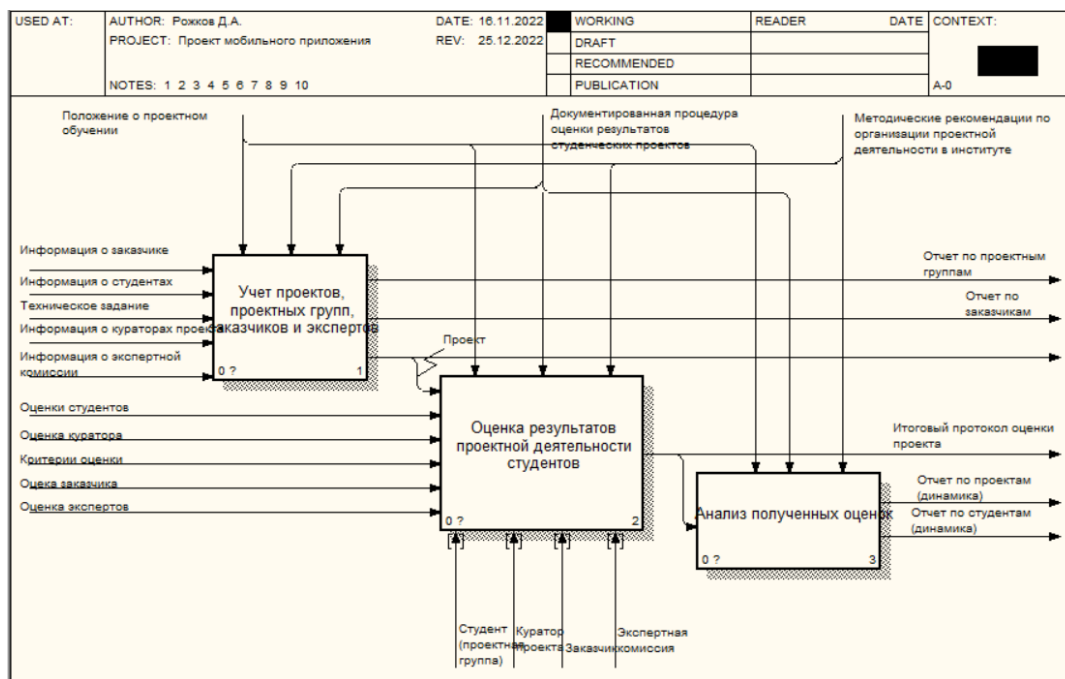 USED AT:
AUTHOR: Рожков Д.А.
DATE: 16.11.2022
PROJECT: Проект мобильного приложения
REV: 25.12.2022
NOTES: 1 2 3 4 5 6 7 8 9 10
WORKING
DRAFT
RECOMMENDED
PUBLICATION
READER
DATE
CONTEXT:
A-0
Положение о проектном
обучении
Документированная процедура
оценки результатов
студенческих проектов
Методические рекомендации по
организации проектной
деятельности в институте
Информация о заказчике
Информация о студентах
Техническое задание
Информация о кураторах проекта
Информация о экспертной
комиссии
Учет проектов,
проектных групп,
заказчиков и экспертов
0 ?
1
Отчет по проектным
группам
Отчет по
заказчикам
Проект
Оценки студентов
Оценка куратора
Критерии оценки
Оцека заказчика
Оценка экспертов
Оценка результатов
проектной деятельности
студентов
0 ?
2
Итоговый протокол оценки
проекта
Анализ полученных оценок
0 ?
3
Отчет по проектам
(динамика)
Отчет по студентам
(динамика)
Студент
(проектная
группа)
Куратор
проекта
Заказчик
Экспертная
комиссия